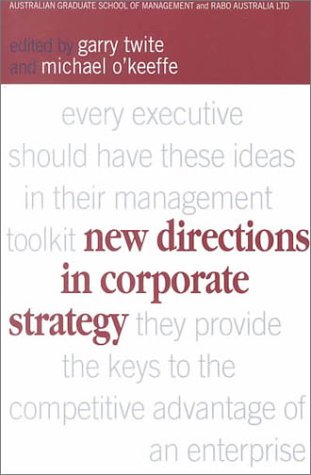 AUSTRALIAN GRADUATE SCHOOL OF MANAGEMENT and RABO AUSTRALIA LTD
edited by garry twite
and michael o'keeffe
every executive
should have these ideas
in their management
toolkit new directions
in corporate
strategy they provide
the keys to the
competitive advantage of
an enterprise